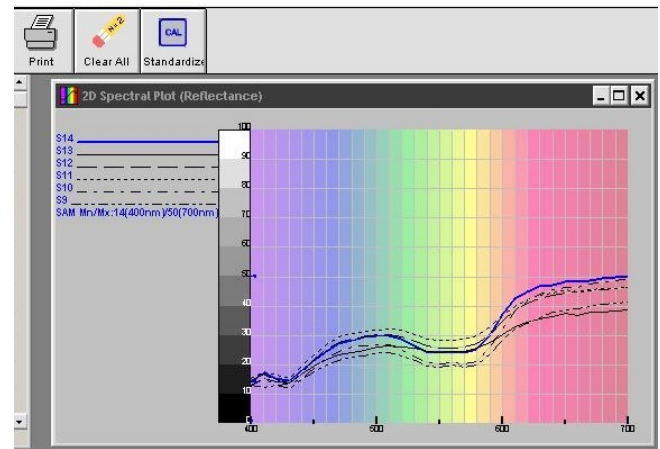 N=2
CAL
Print
Clear All
Standardize
2D Spectral Plot (Reflectance)
S14
S13
S12
S11
S10
S9
SAM Mn/Mx:14(400nm)/50(700nm)
100
90
80
70
60
50
40
30
20
10
0
400
500
600
700